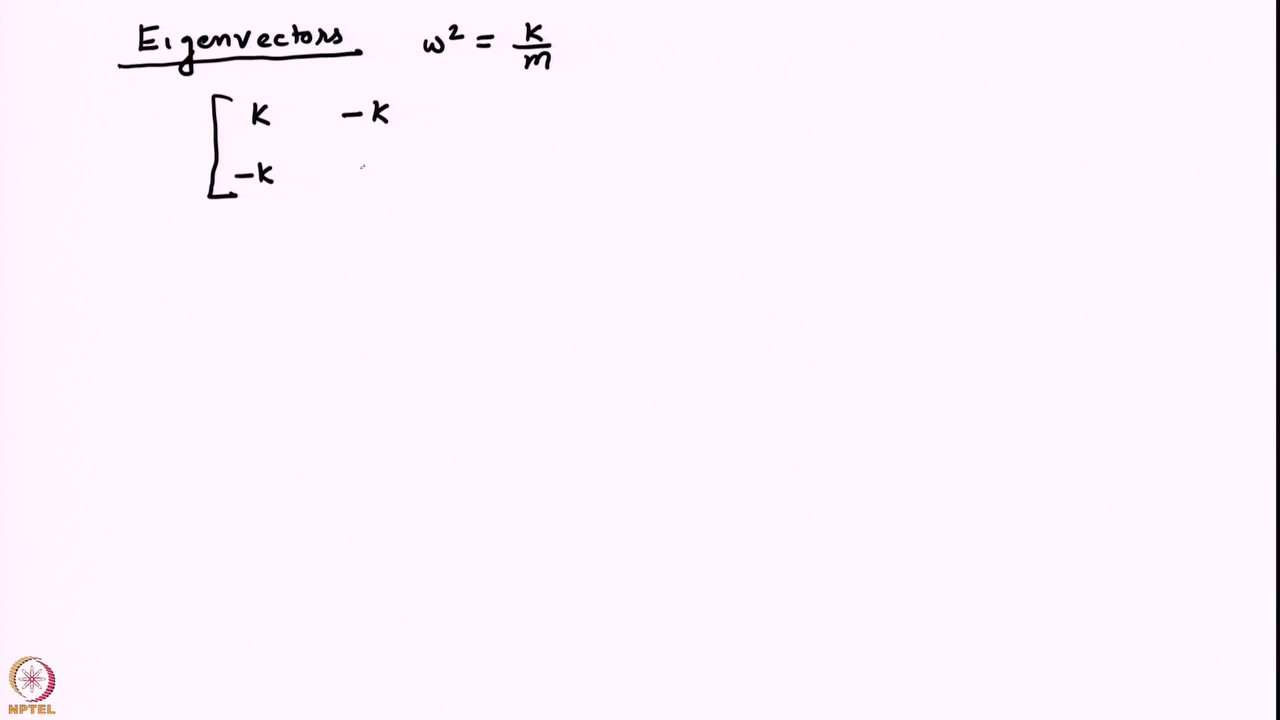 Eigenvectors ω² = k/m
[ k -k
-k
NPTEL